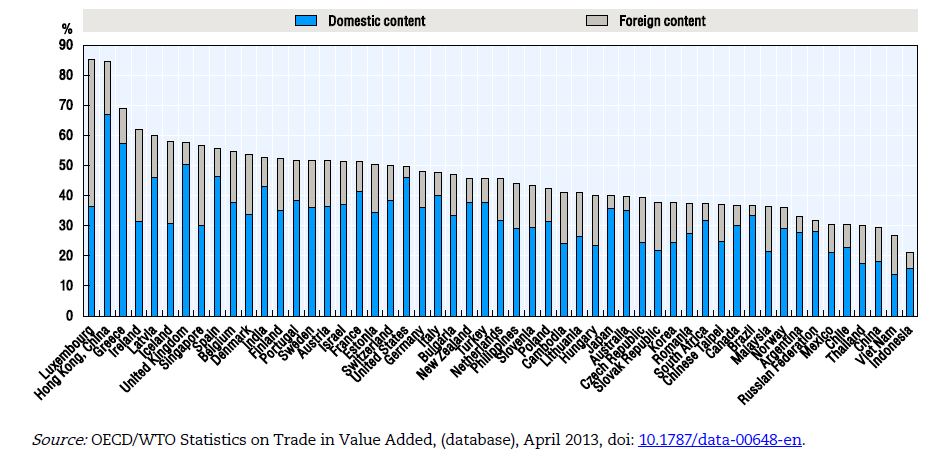 Domestic content
Foreign content
%
90
80
70
60
50
40
30
20
10
0
Luxembourg
Hong Kong, China
Greece
Ireland
Latvia
Iceland
United Kingdom
Singapore
Spain
Belgium
Denmark
India
Finland
Portugal
Sweden
Austria
Israel
France
Estonia
Switzerland
United States
Germany
Italy
Bulgaria
New Zealand
Turkey
Netherlands
Philippines
Slovenia
Poland
Cambodia
Lithuania
Hungary
Japan
Australia
Czech Republic
Slovak Republic
Korea
Romania
South Africa
Chinese Taipei
Canada
Brazil
Malaysia
Norway
Argentina
Russian Federation
Mexico
Chile
Thailand
China
Viet Nam
Indonesia
Source: OECD/WTO Statistics on Trade in Value Added, (database), April 2013, doi: 10.1787/data-00648-en.